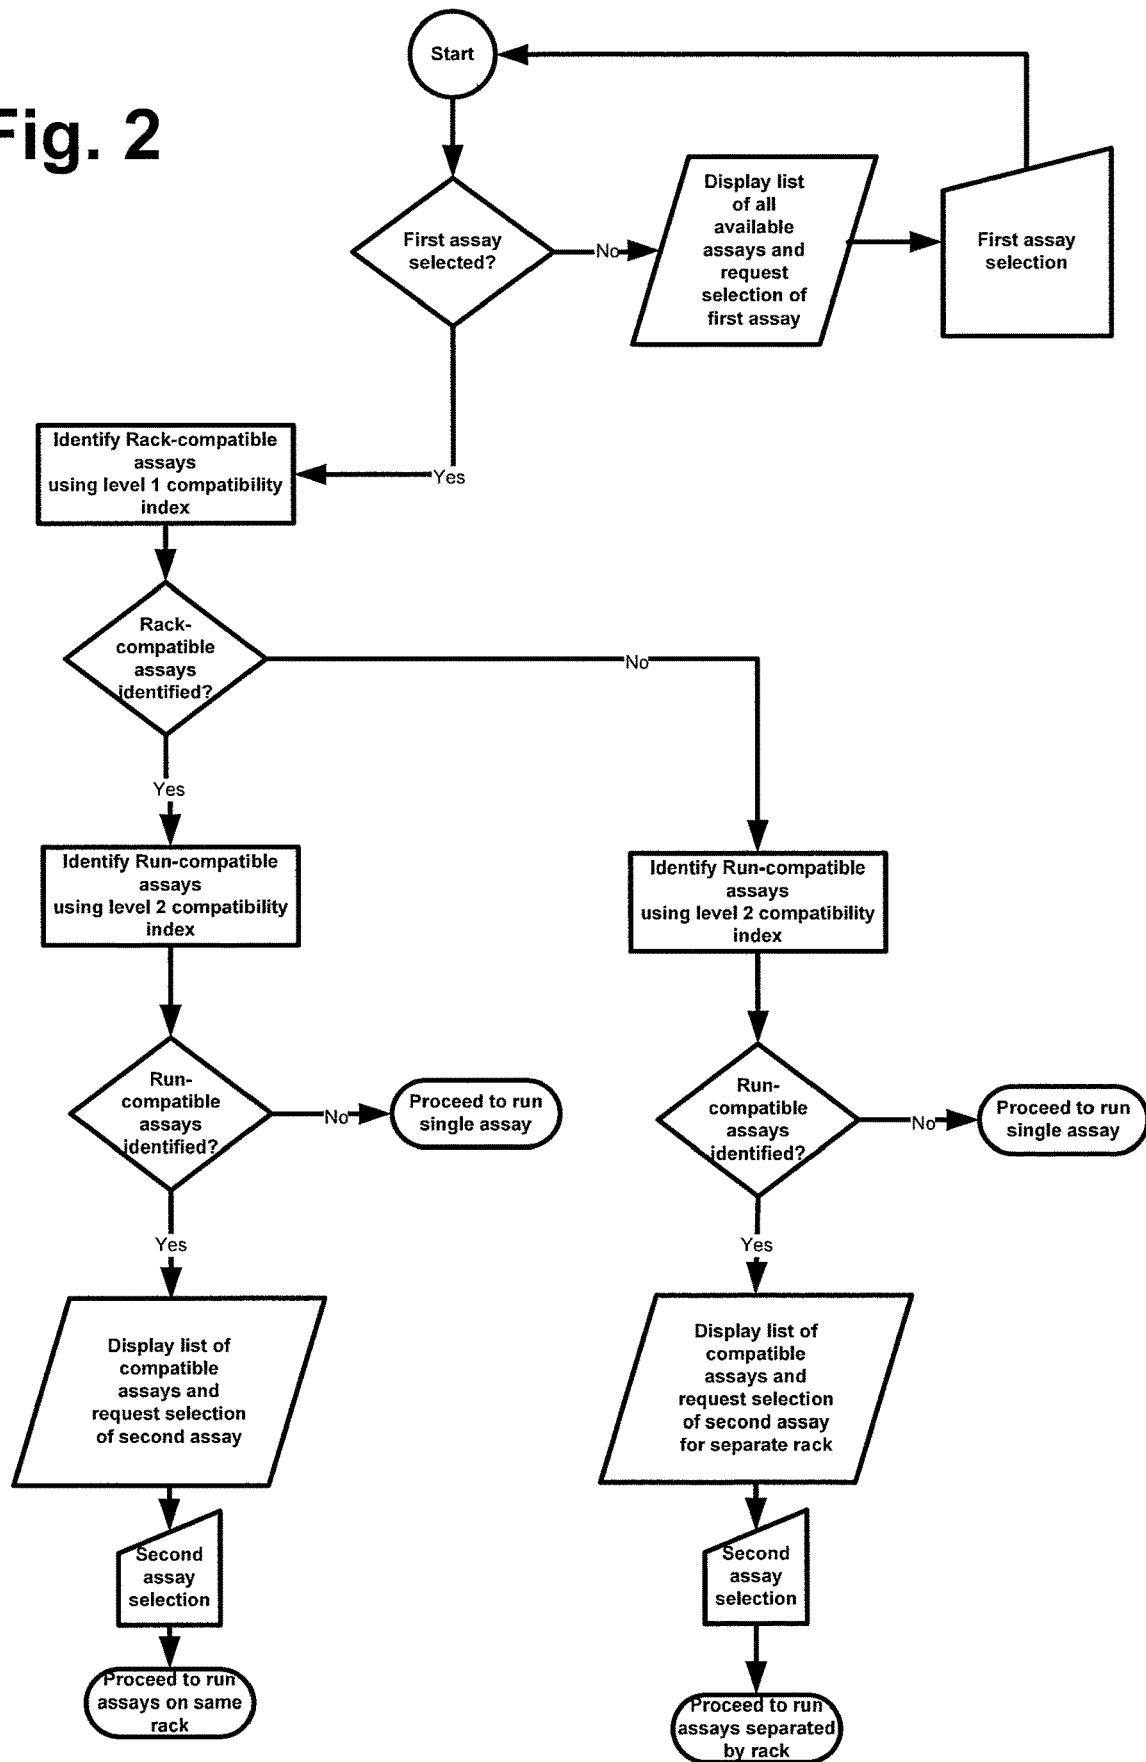 Start
Fig. 2
First assay
selected?
No
Display list
of all
available
assays and
request
selection of
first assay
First assay
selection
Yes
Identify Rack-compatible
assays
using level 1 compatibility
index
Rack-
compatible
assays
identified?
No
Yes
Identify Run-compatible
assays
using level 2 compatibility
index
Identify Run-compatible
assays
using level 2 compatibility
index
Run-
compatible
assays
identified?
No
Proceed to run
single assay
Run-
compatible
assays
identified?
No
Proceed to run
single assay
Yes
Yes
Display list of
compatible
assays and
request selection
of second assay
Display list of
compatible
assays and
request selection
of second assay
for separate rack
Second
assay
selection
Second
assay
selection
Proceed to run
assays on same
rack
Proceed to run
assays separated
by rack